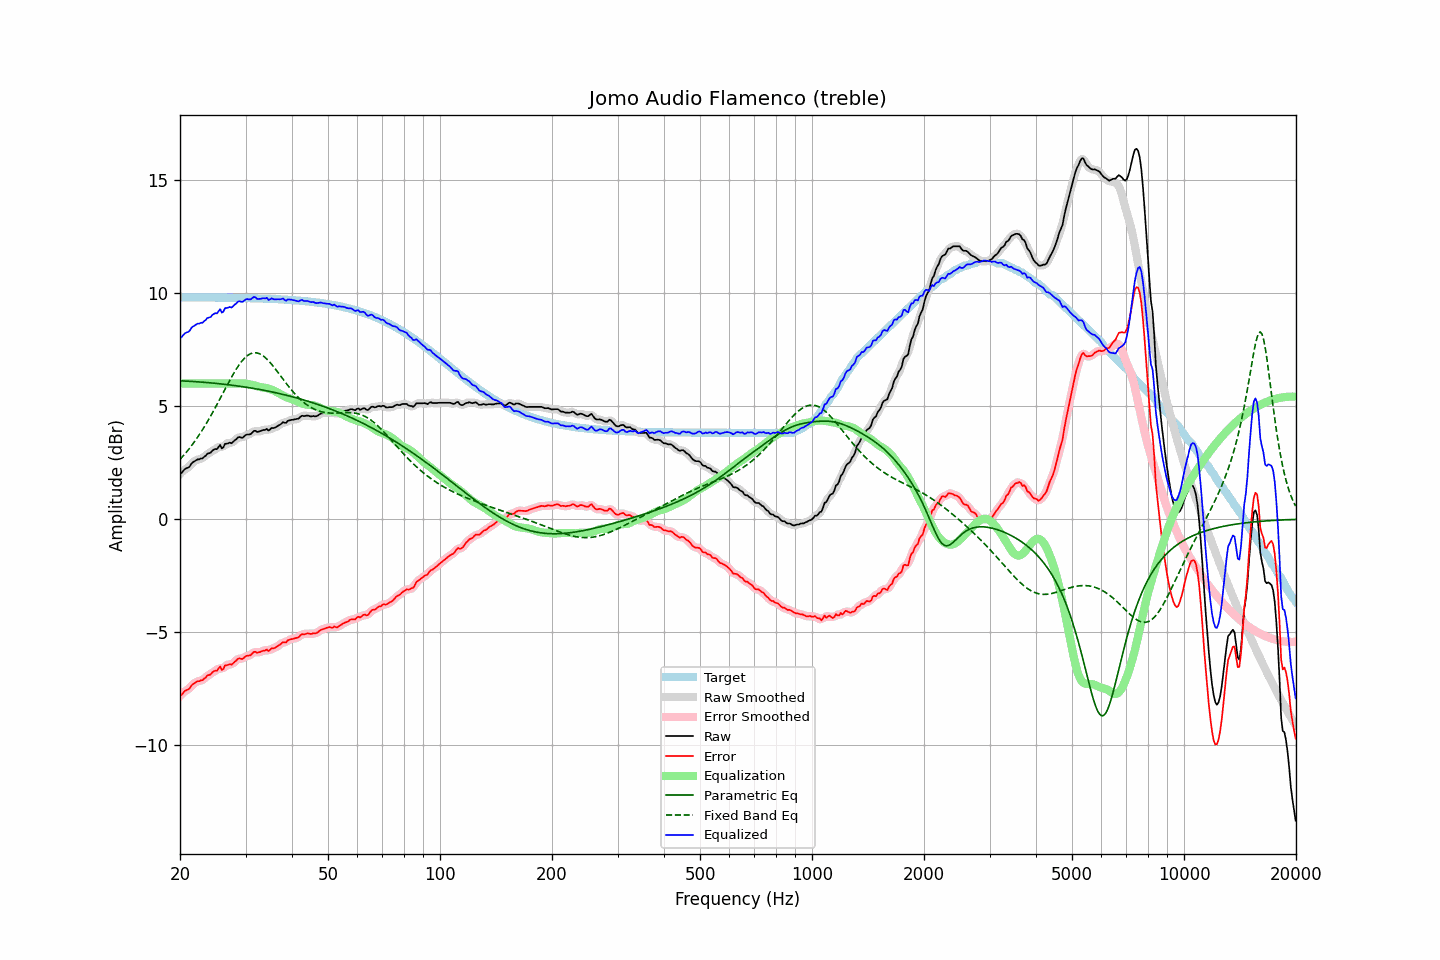 Jomo Audio Flamenco (treble)
Amplitude (dBr)
15
10
5
0
−5
−10
20
50
100
200
500
1000
2000
5000
10000
20000
Frequency (Hz)
Target
Raw Smoothed
Error Smoothed
Raw
Error
Equalization
Parametric Eq
Fixed Band Eq
Equalized